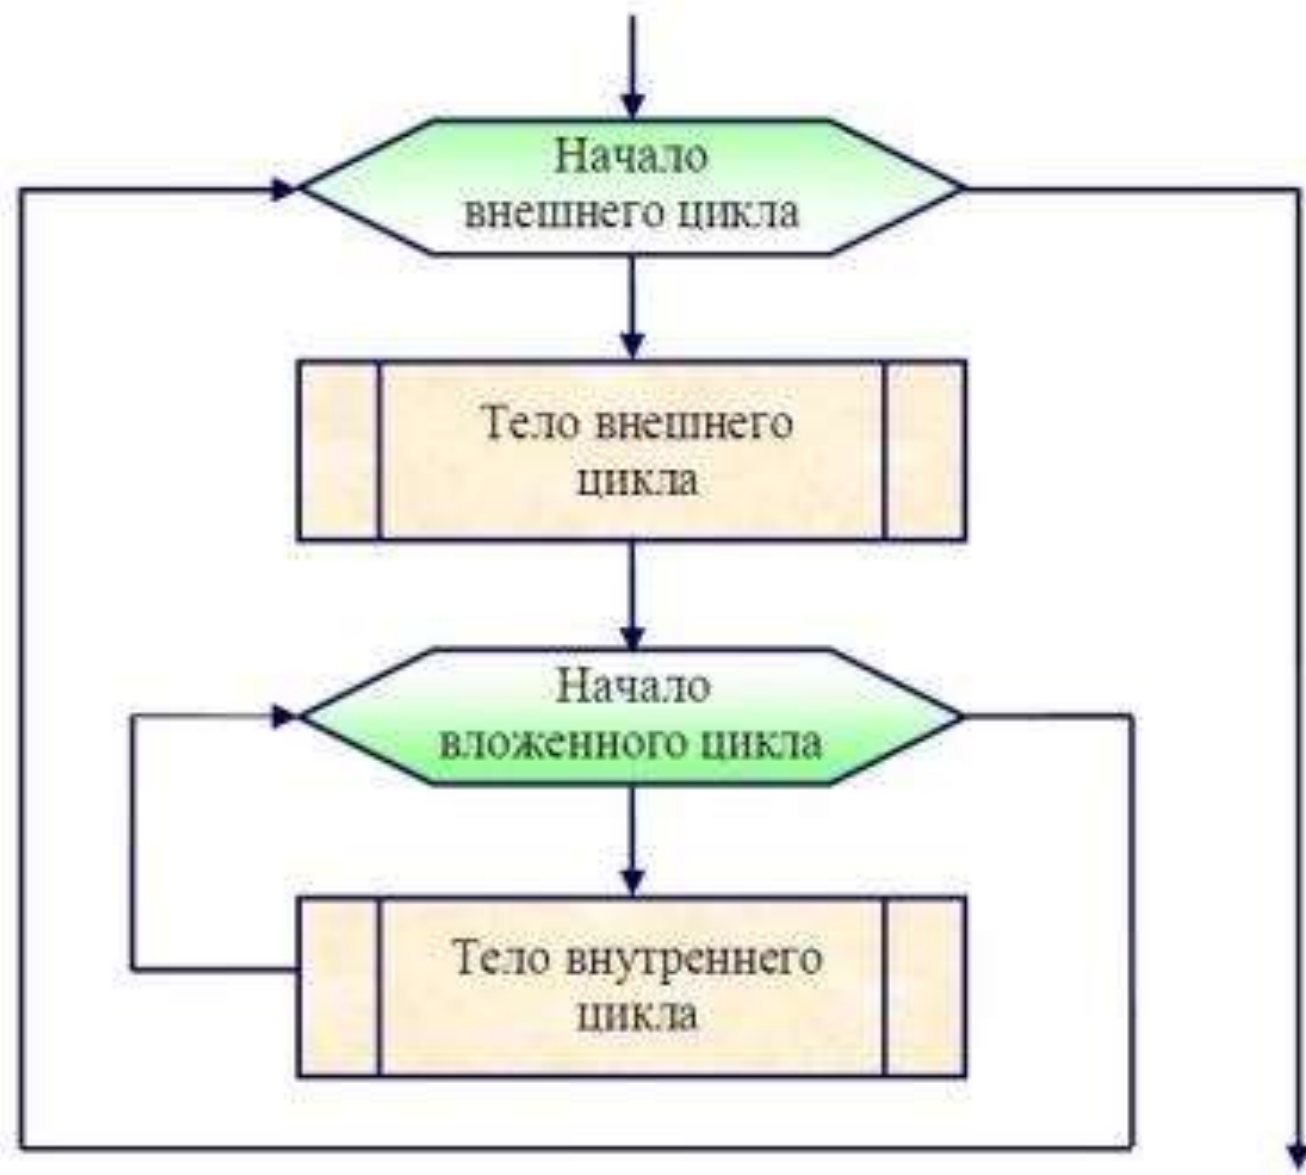 Начало
внешнего цикла
Тело внешнего
цикла
Начало
вложенного цикла
Тело внутреннего
цикла